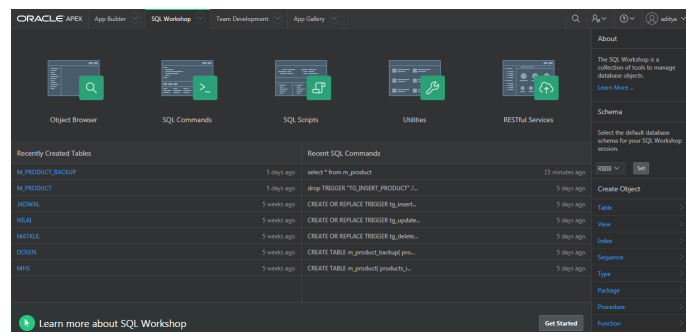 ORACLE APEX App Builder SQL Workshop Team Development App Gallery aditya
Object Browser
SQL Commands
SQL Scripts
Utilities
RESTful Services
Recently Created Tables
M_PRODUCT_BACKUP 5 days ago
M_PRODUCT 5 days ago
JADWAL 5 weeks ago
NILAI 5 weeks ago
MATKUL 5 weeks ago
DOSEN 5 weeks ago
MHS 5 weeks ago
Recent SQL Commands
select * from m_product 15 minutes ago
drop TRIGGER "TG_INSERT_PRODUCT" /... 5 days ago
CREATE OR REPLACE TRIGGER tg_insert... 5 days ago
CREATE OR REPLACE TRIGGER tg_update... 5 days ago
CREATE OR REPLACE TRIGGER tg_delete... 5 days ago
CREATE TABLE m_product_backup( pro... 5 days ago
CREATE TABLE m_product( products_i... 5 days ago
Learn more about SQL Workshop
Get Started
About
The SQL Workshop is a
collection of tools to manage
database objects.
Learn More ...
Schema
Select the default database
schema for your SQL Workshop
session.
Set
Create Object
Table
View
Index
Sequence
Type
Package
Procedure
Function